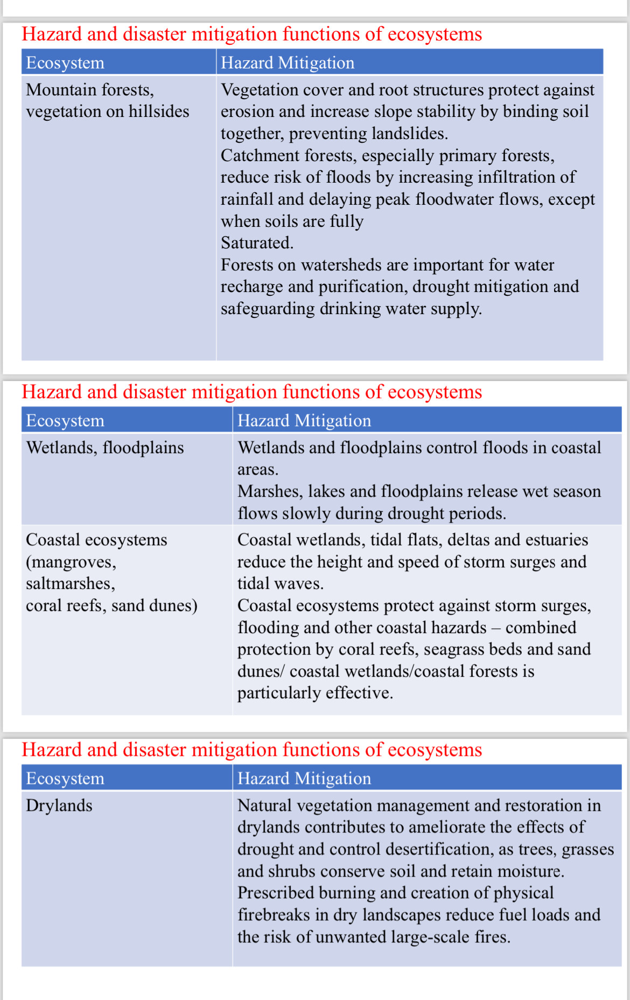 Hazard and disaster mitigation functions of ecosystems
Ecosystem
Hazard Mitigation
Mountain forests,
vegetation on hillsides
Vegetation cover and root structures protect against
erosion and increase slope stability by binding soil
together, preventing landslides.
Catchment forests, especially primary forests,
reduce risk of floods by increasing infiltration of
rainfall and delaying peak floodwater flows, except
when soils are fully
Saturated.
Forests on watersheds are important for water
recharge and purification, drought mitigation and
safeguarding drinking water supply.
Hazard and disaster mitigation functions of ecosystems
Ecosystem
Hazard Mitigation
Wetlands, floodplains
Wetlands and floodplains control floods in coastal
areas.
Marshes, lakes and floodplains release wet season
flows slowly during drought periods.
Coastal ecosystems
(mangroves,
saltmarshes,
coral reefs, sand dunes)
Coastal wetlands, tidal flats, deltas and estuaries
reduce the height and speed of storm surges and
tidal waves.
Coastal ecosystems protect against storm surges,
flooding and other coastal hazards – combined
protection by coral reefs, seagrass beds and sand
dunes/ coastal wetlands/coastal forests is
particularly effective.
Hazard and disaster mitigation functions of ecosystems
Ecosystem
Hazard Mitigation
Drylands
Natural vegetation management and restoration in
drylands contributes to ameliorate the effects of
drought and control desertification, as trees, grasses
and shrubs conserve soil and retain moisture.
Prescribed burning and creation of physical
firebreaks in dry landscapes reduce fuel loads and
the risk of unwanted large-scale fires.